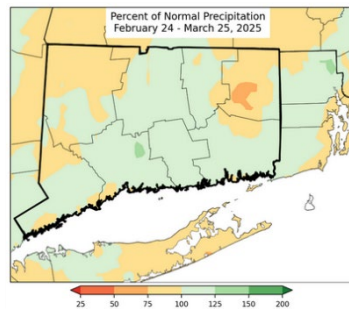 Percent of Normal Precipitation
February 24 - March 25, 2025
25 50 75 100 125 150 200